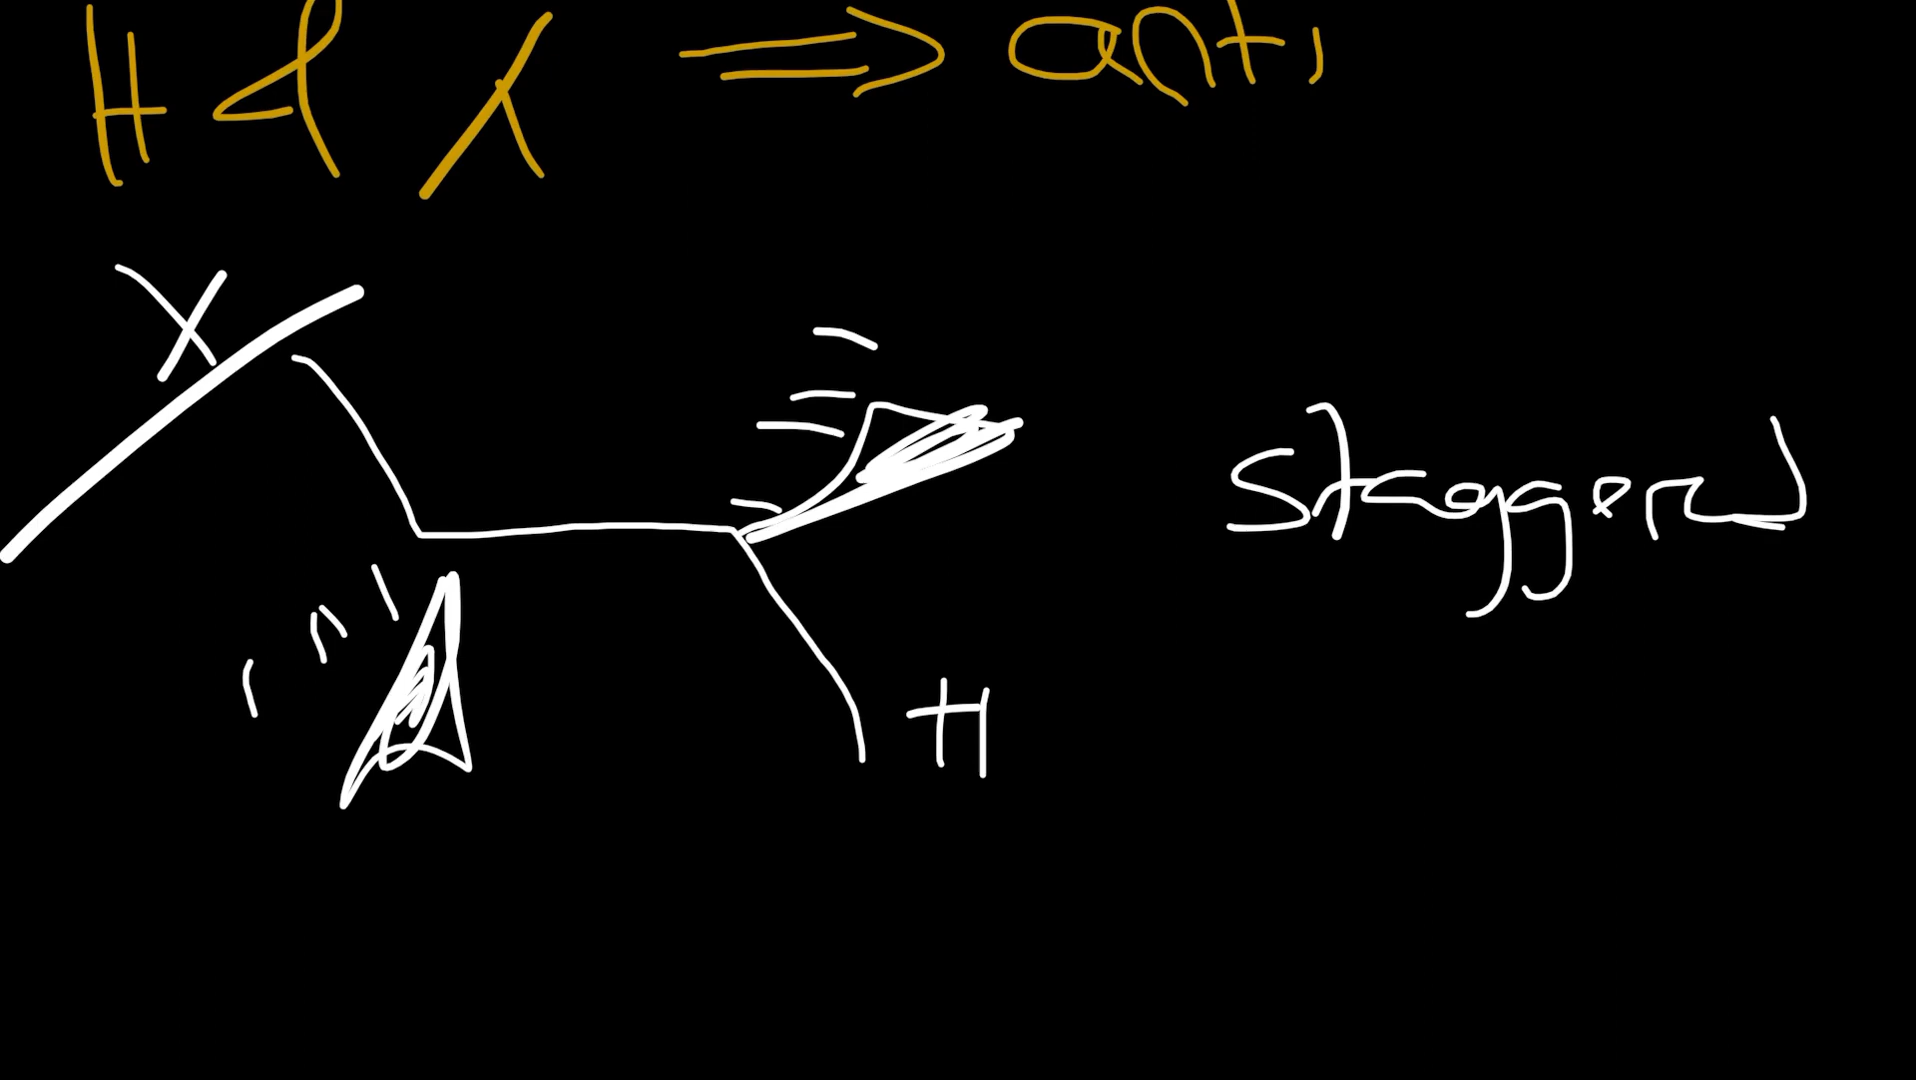 H & X ⇒ anti
X
staggered
H